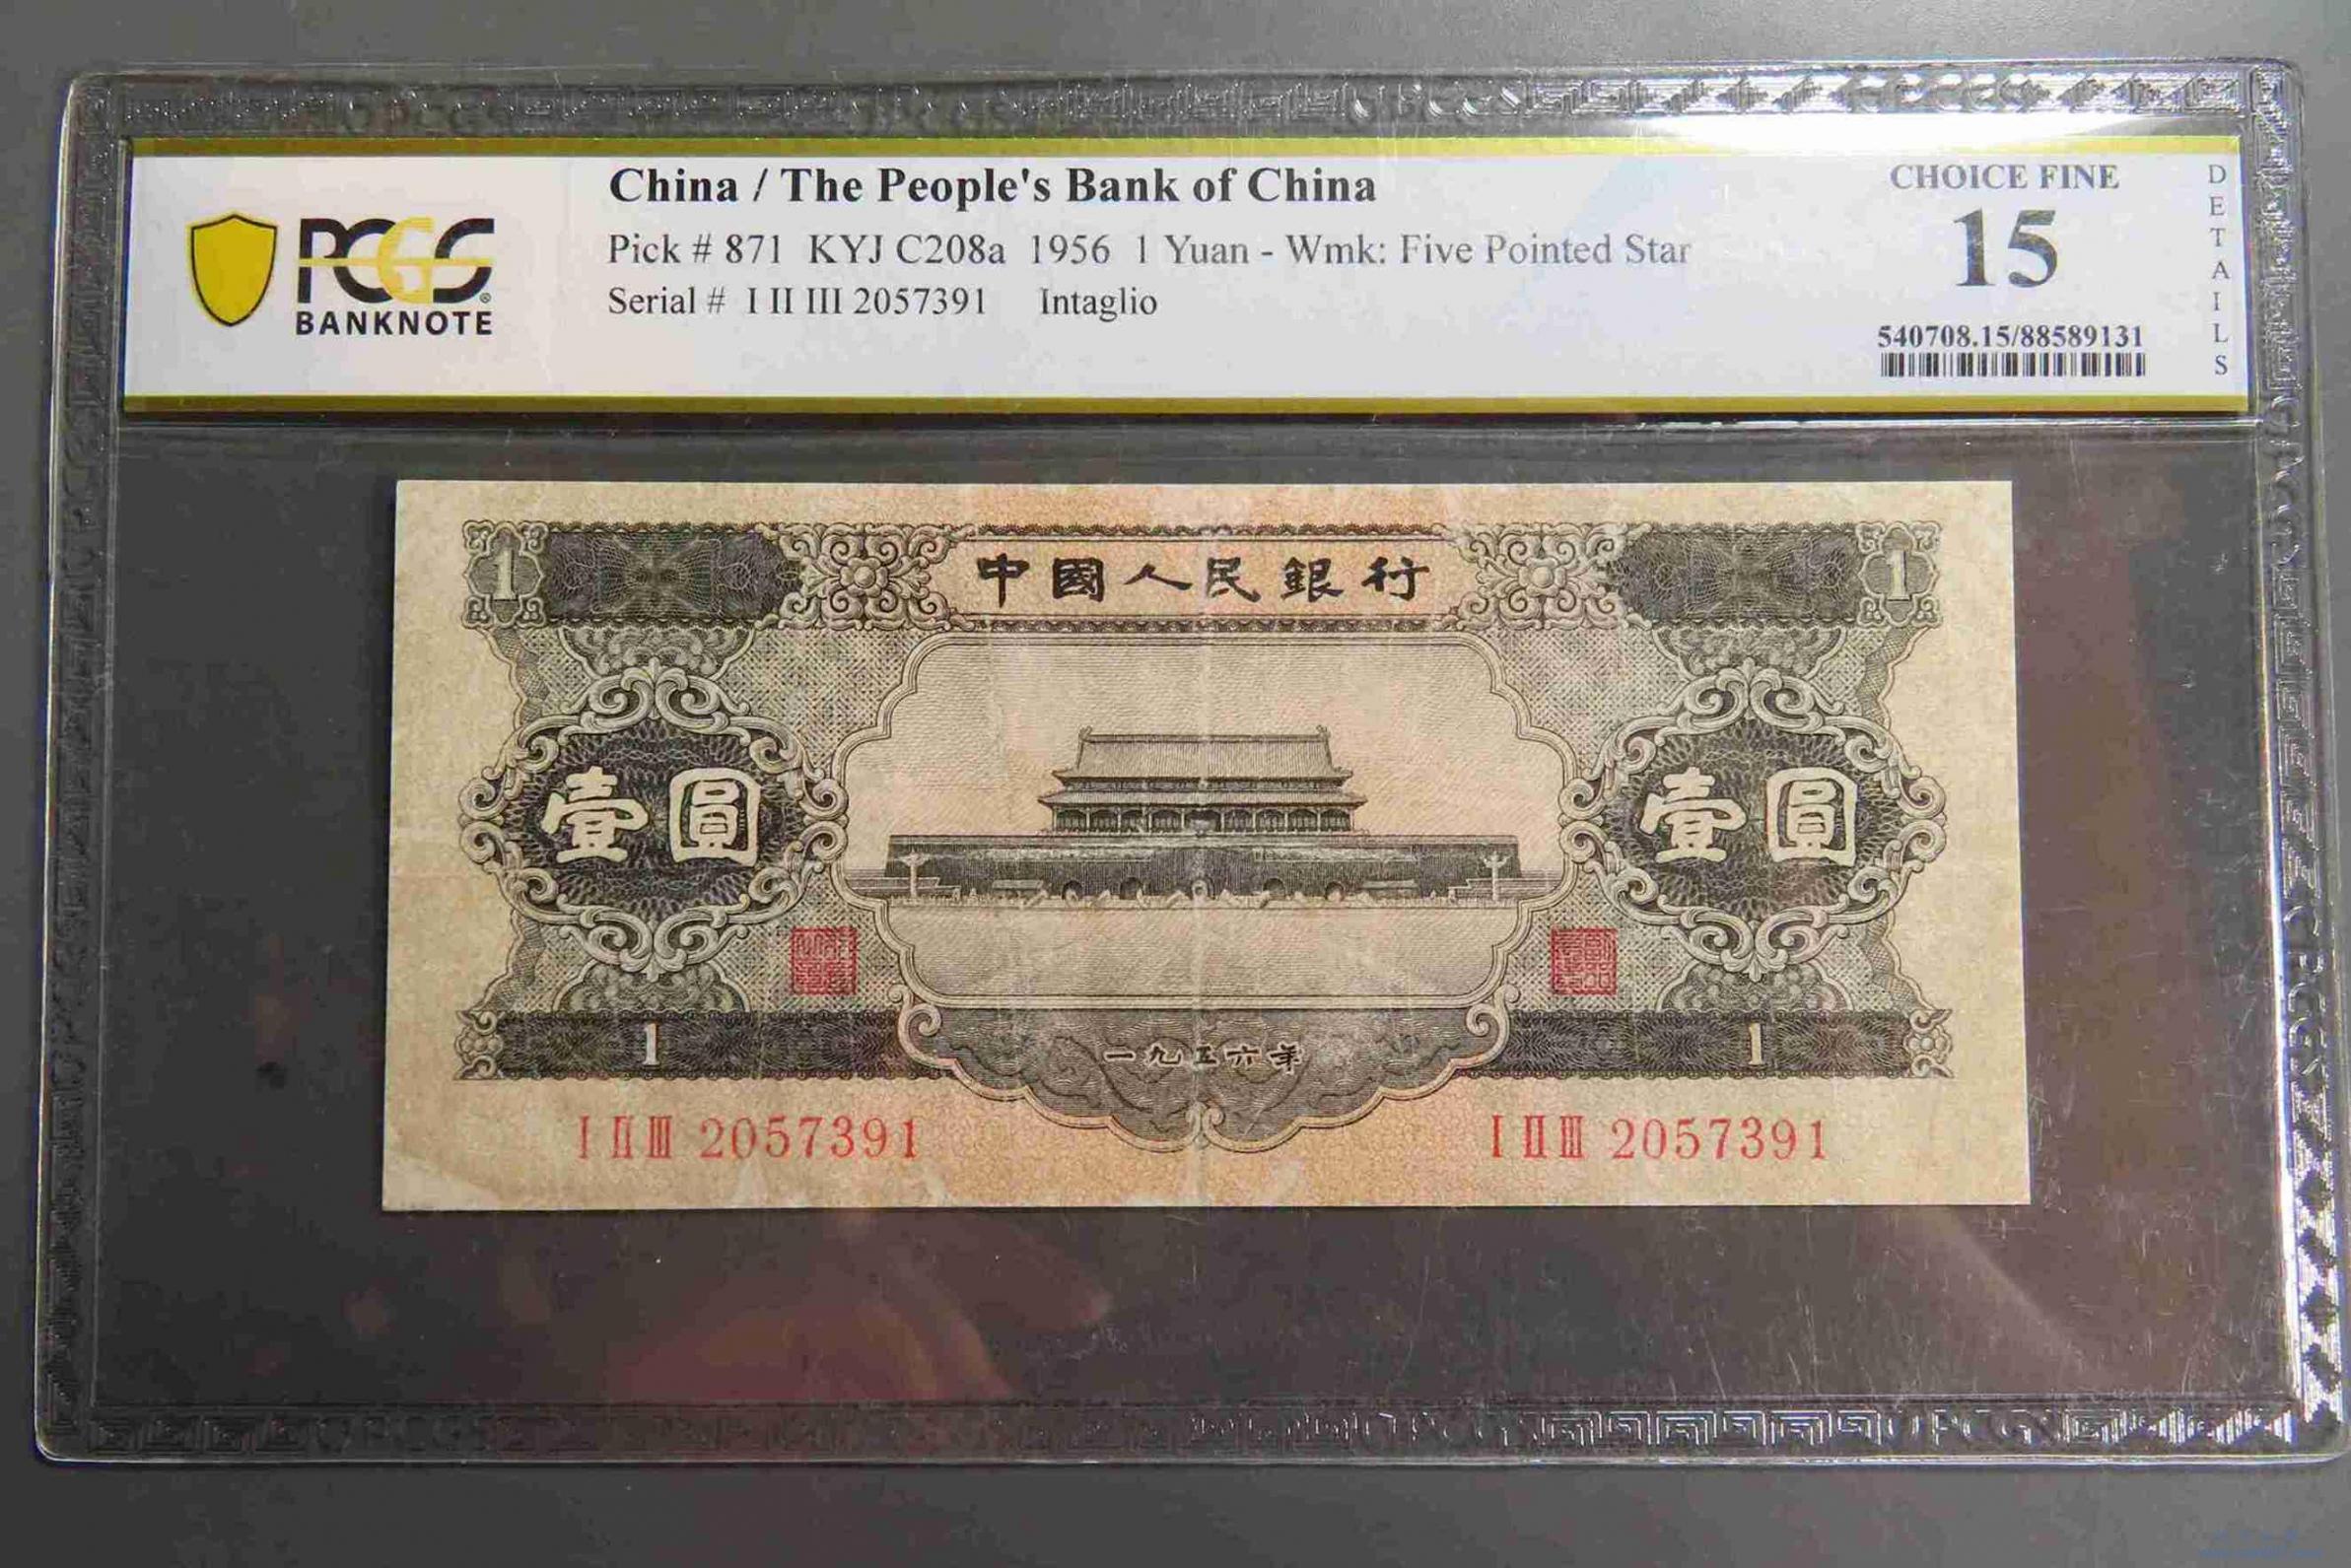 China / The People's Bank of China
Pick # 871 KYJ C208a 1956 1 Yuan - Wmk: Five Pointed Star
Serial # I II III 2057391 Intaglio
PCGS
BANKNOTE
CHOICE FINE
15
540708.15/88589131
DETAILS
1 中國人民銀行 1
壹圓 壹圓
1 一九五六年 1
I II III 2057391 I II III 2057391